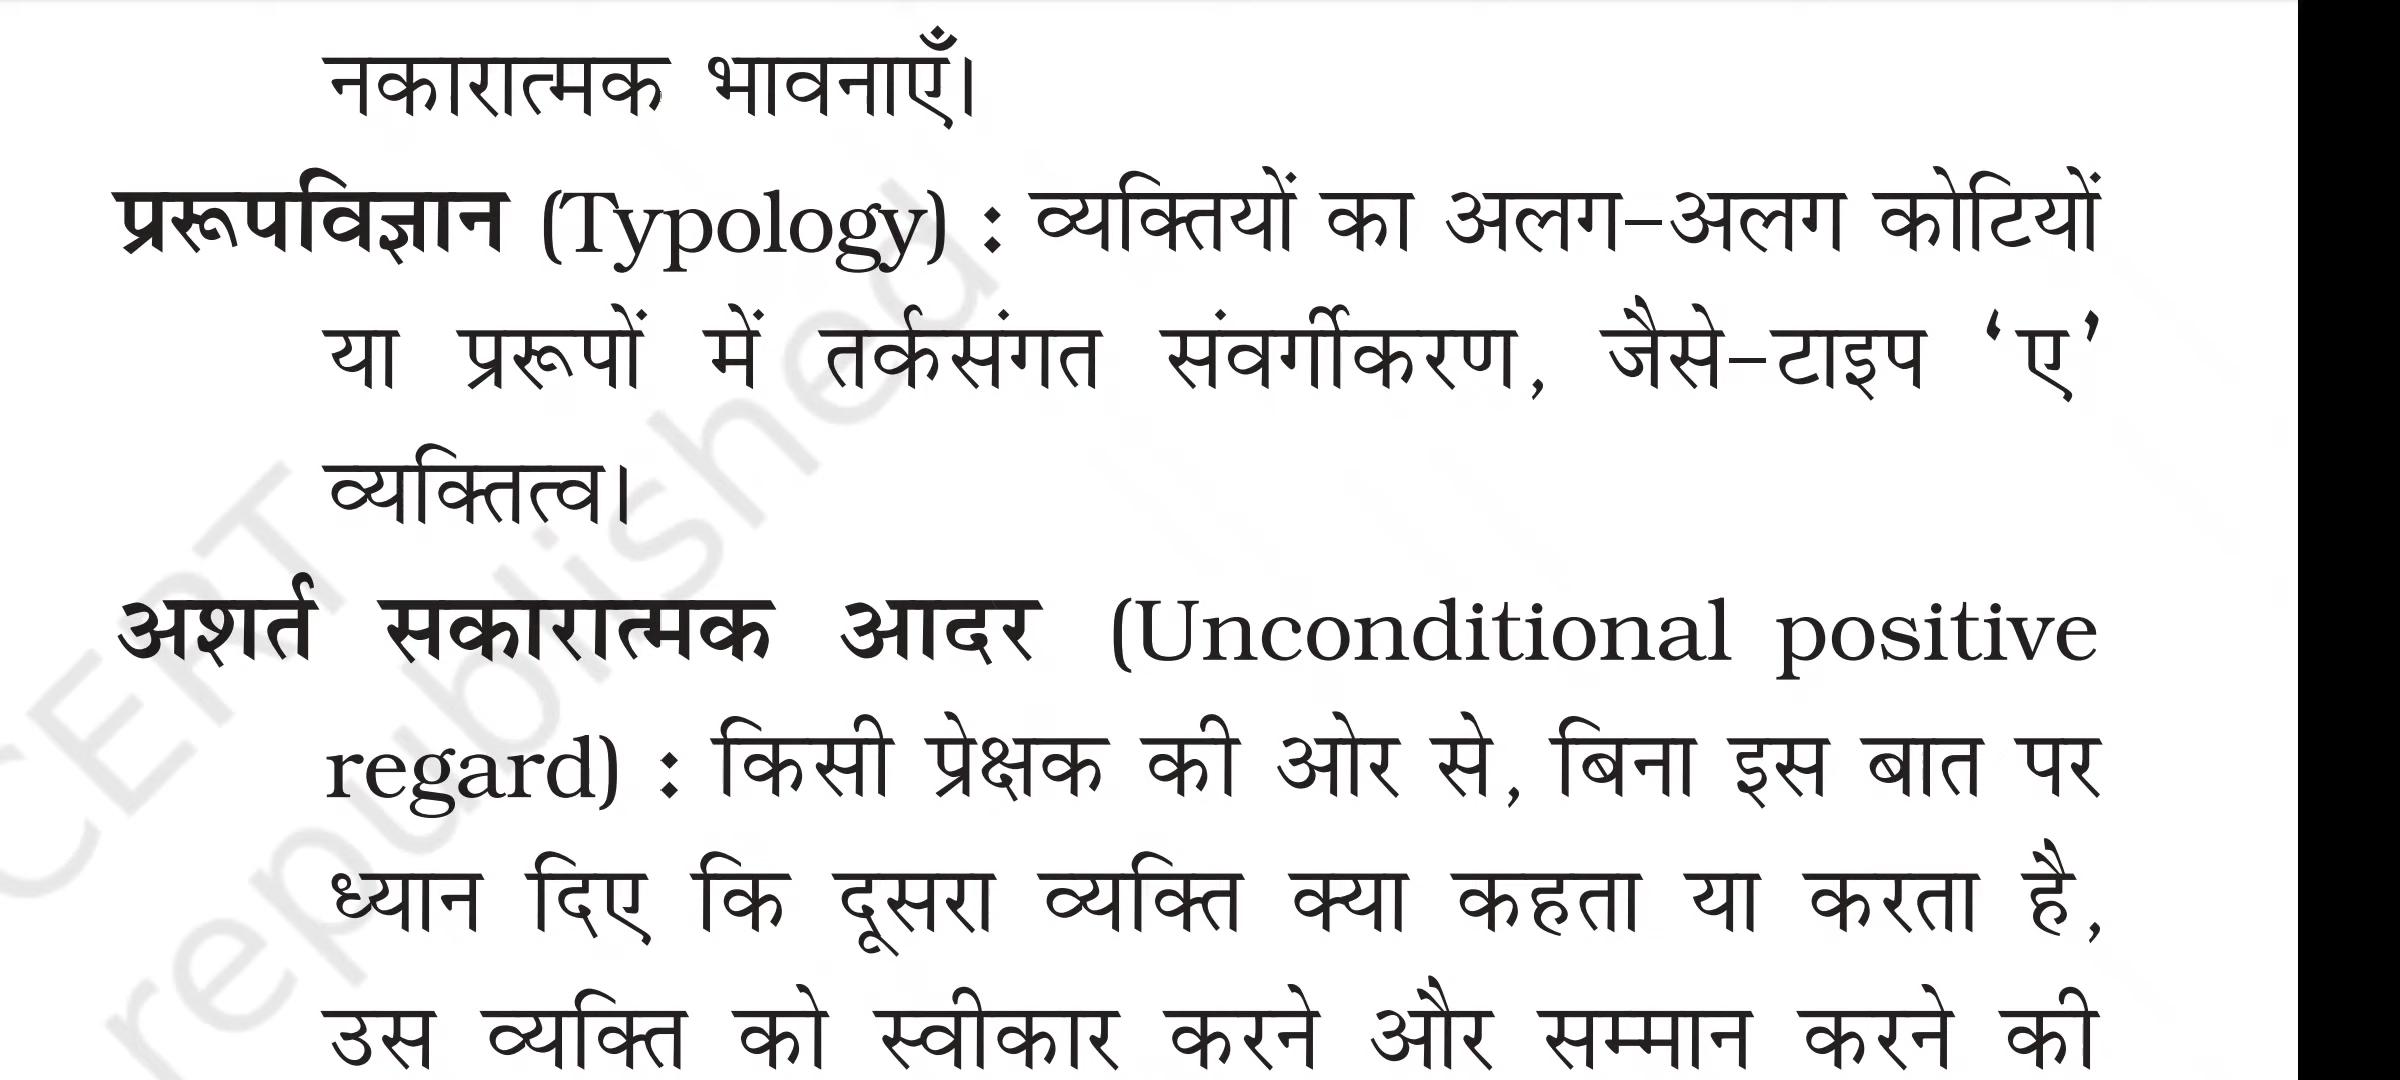 नकारात्मक भावनाएँ।
प्ररूपविज्ञान (Typology) : व्यक्तियों का अलग-अलग कोटियों
या प्ररूपों में तर्कसंगत संवर्गीकरण, जैसे-टाइप ‘ए’
व्यक्तित्व।
अशर्त सकारात्मक आदर (Unconditional positive
regard) : किसी प्रेक्षक की ओर से, बिना इस बात पर
ध्यान दिए कि दूसरा व्यक्ति क्या कहता या करता है,
उस व्यक्ति को स्वीकार करने और सम्मान करने की
CERT
republished